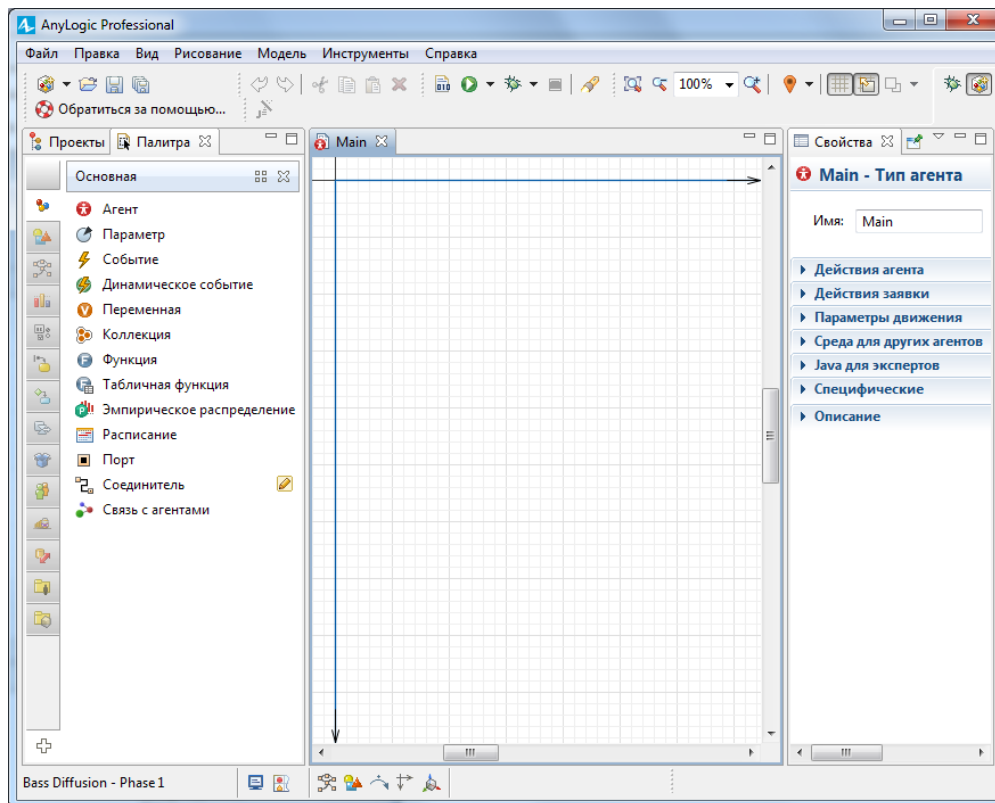 AnyLogic Professional
Файл Правка Вид Рисование Модель Инструменты Справка
100%
Обратиться за помощью...
Проекты Палитра
Main
Свойства
Основная
Агент
Параметр
Событие
Динамическое событие
Переменная
Коллекция
Функция
Табличная функция
Эмпирическое распределение
Расписание
Порт
Соединитель
Связь с агентами
Main - Тип агента
Имя: Main
Действия агента
Действия заявки
Параметры движения
Среда для других агентов
Java для экспертов
Специфические
Описание
Bass Diffusion - Phase 1